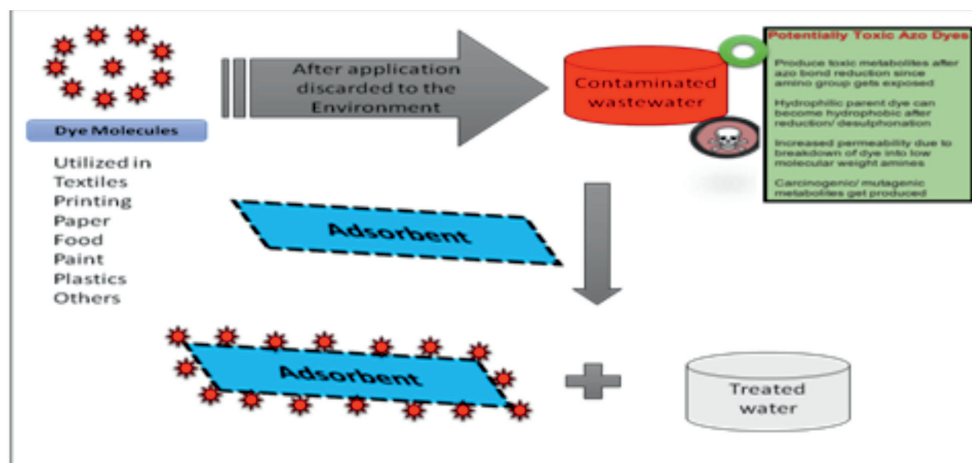 Dye Molecules
Utilized in
Textiles
Printing
Paper
Food
Paint
Plastics
Others
After application
discarded to the
Environment
Contaminated
wastewater
Potentially Toxic Azo Dyes
Produce toxic metabolites after
azo bond reduction since
amino group gets exposed
Hydrophilic parent dye can
become hydrophobic after
reduction/ desulphonation
Increased permeability due to
breakdown of dye into low
molecular weight amines
Carcinogenic/ mutagenic
metabolites get produced
Adsorbent
Adsorbent
Treated
water